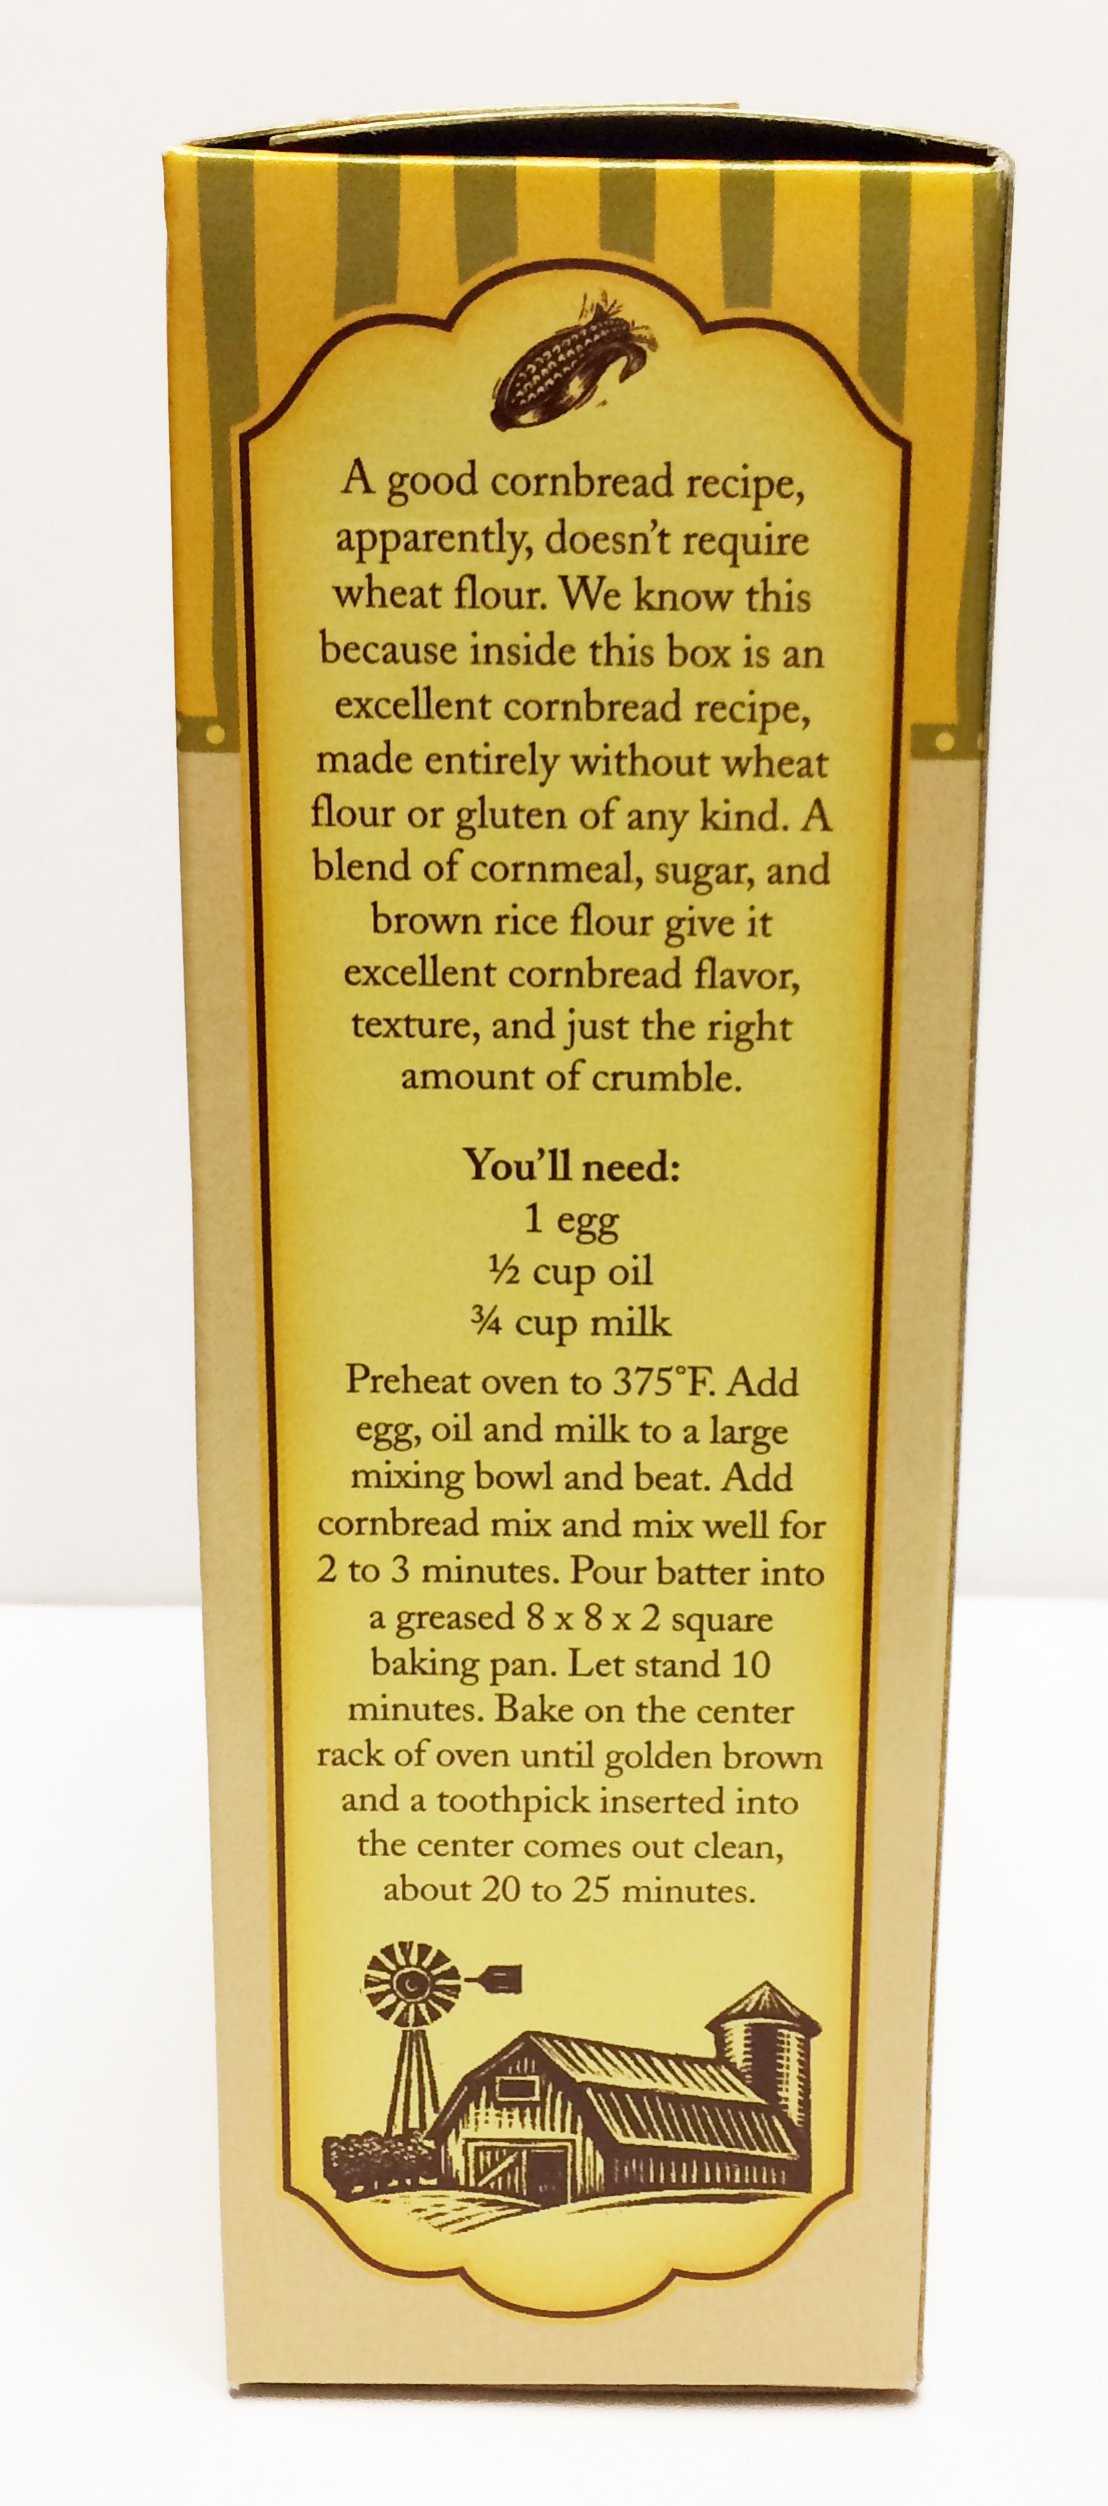 A good cornbread recipe,
apparently, doesn't require
wheat flour. We know this
because inside this box is an
excellent cornbread recipe,
made entirely without wheat
flour or gluten of any kind. A
blend of cornmeal, sugar, and
brown rice flour give it
excellent cornbread flavor,
texture, and just the right
amount of crumble.
You'll need:
1 egg
½ cup oil
¾ cup milk
Preheat oven to 375°F. Add
egg, oil and milk to a large
mixing bowl and beat. Add
cornbread mix and mix well for
2 to 3 minutes. Pour batter into
a greased 8 x 8 x 2 square
baking pan. Let stand 10
minutes. Bake on the center
rack of oven until golden brown
and a toothpick inserted into
the center comes out clean,
about 20 to 25 minutes.